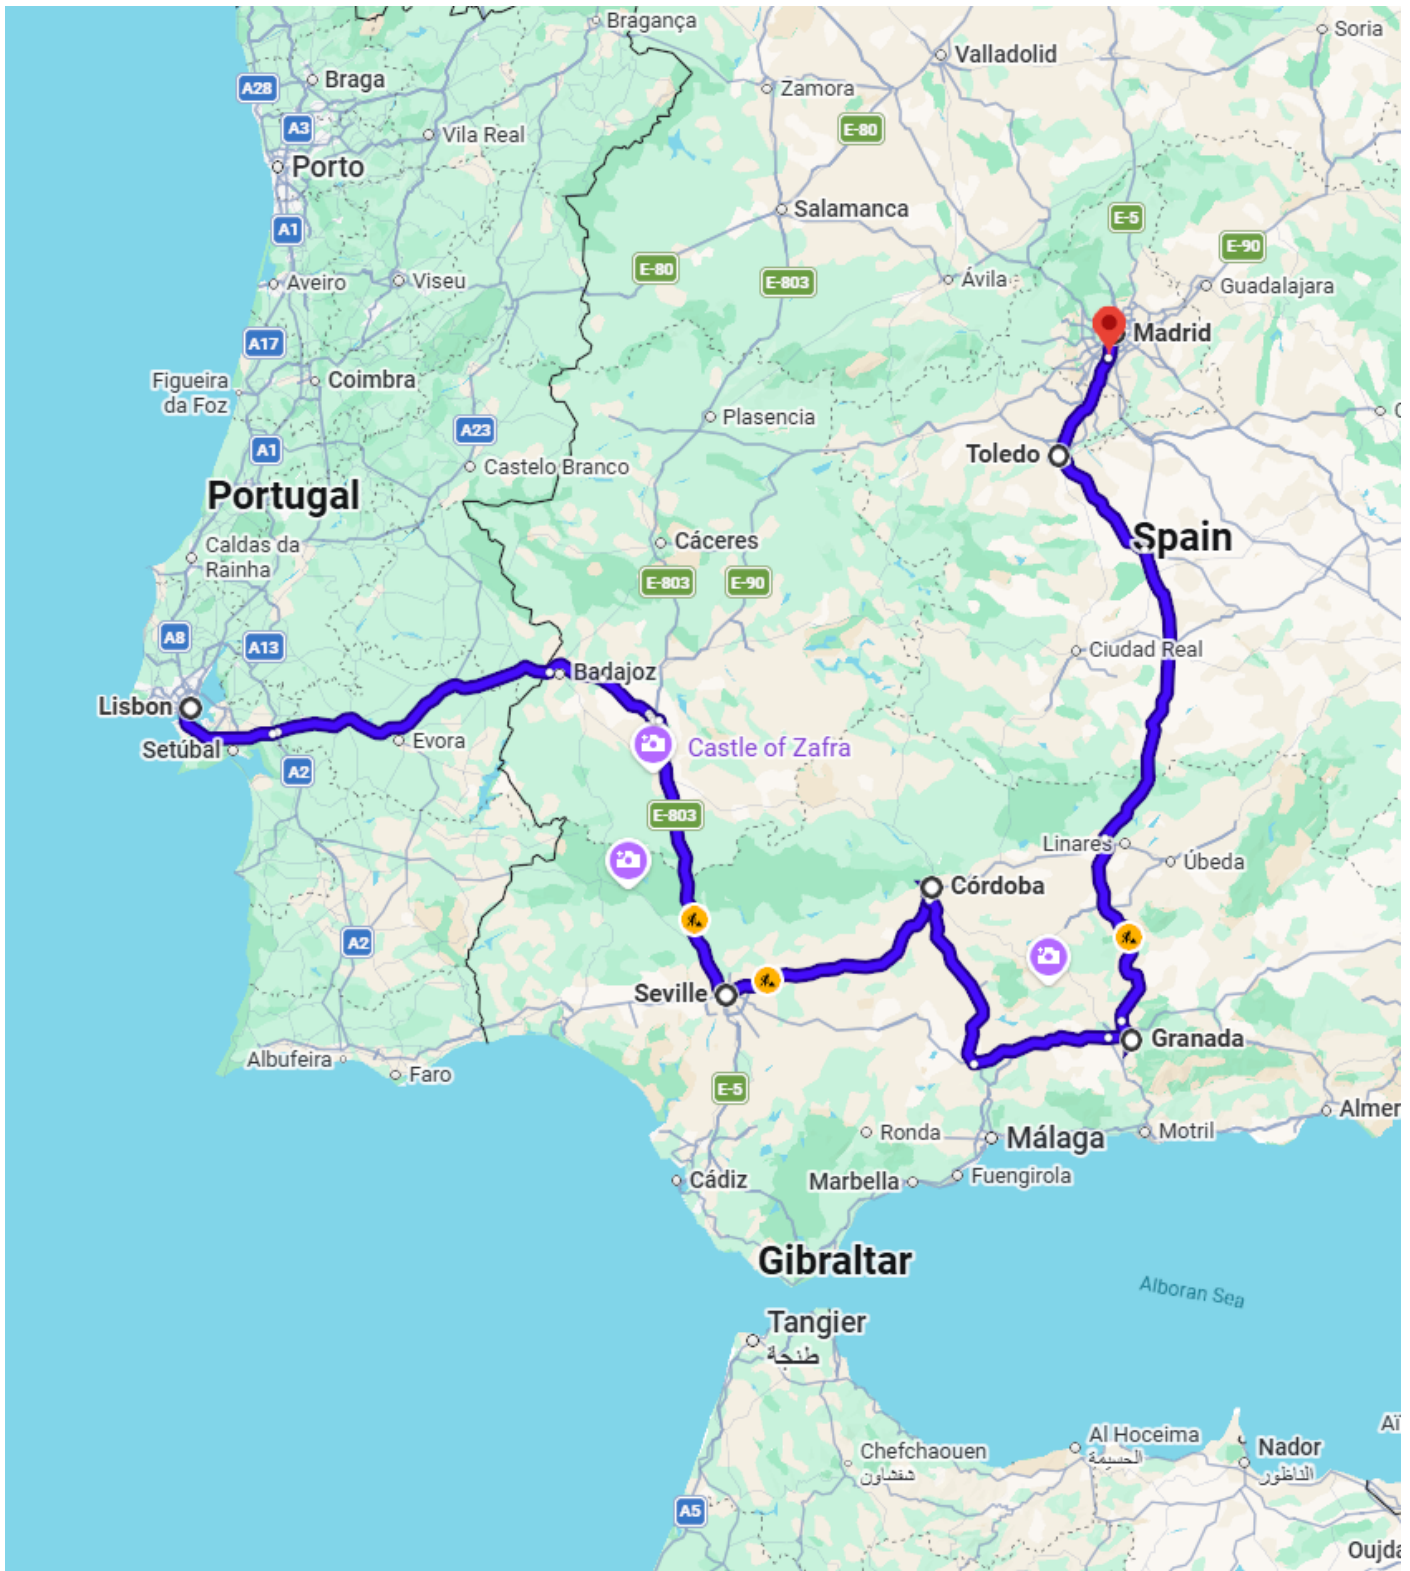 Bragança
Soria
Valladolid
Braga
A28
Zamora
A3
E-80
Vila Real
Porto
Salamanca
E-5
A1
E-90
E-80
Ávila
Aveiro
Viseu
E-803
Guadalajara
Madrid
A17
Figueira
da Foz
Coimbra
Plasencia
A23
A1
Toledo
Castelo Branco
Portugal
Spain
Caldas da
Rainha
Cáceres
E-803
E-90
A8
A13
Ciudad Real
Badajoz
Lisbon
Setúbal
Evora
Castle of Zafra
A2
E-803
Linares
Úbeda
Córdoba
A2
Seville
Granada
Albufeira
Faro
E-5
Almer
Ronda
Málaga
Motril
Cádiz
Marbella
Fuengirola
Gibraltar
Alboran Sea
Tangier
طنجة
Aï
Al Hoceima
الحسيمة
Chefchaouen
شفشاون
Nador
الناظور
A5
Oujda